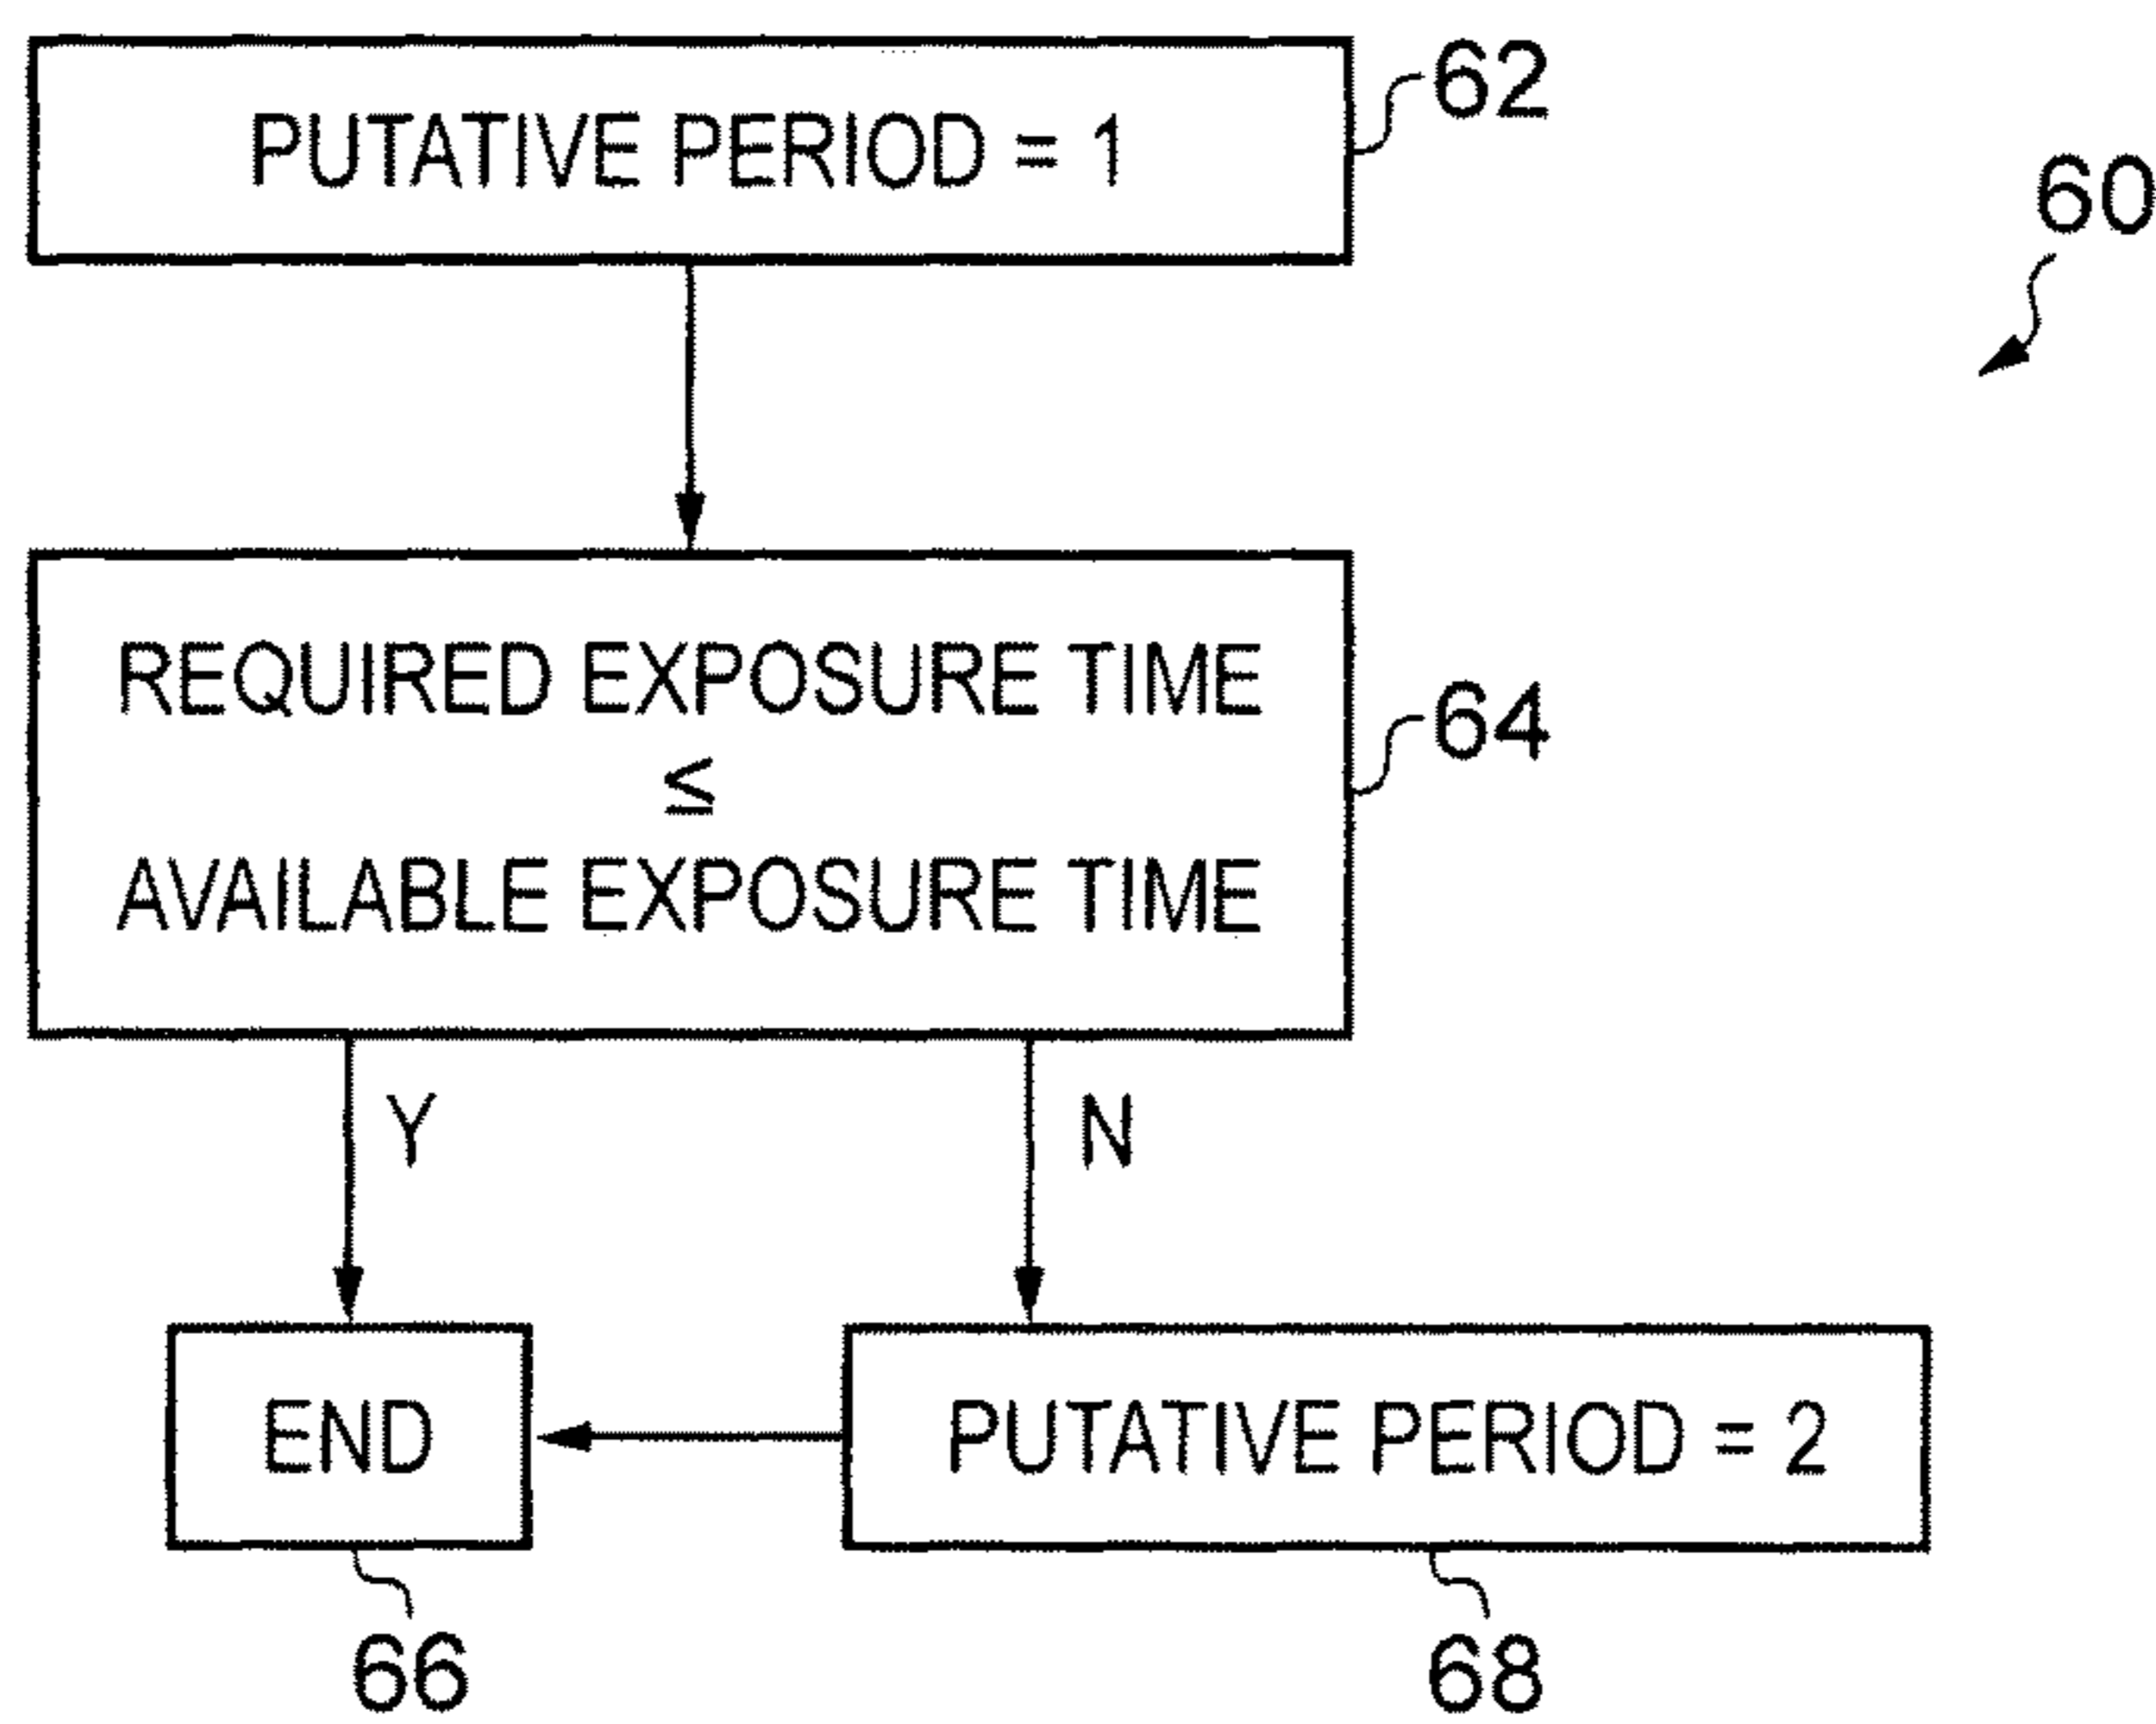 PUTATIVE PERIOD = 1
62
60
REQUIRED EXPOSURE TIME
≤
AVAILABLE EXPOSURE TIME
64
Y
N
END
PUTATIVE PERIOD = 2
66
68